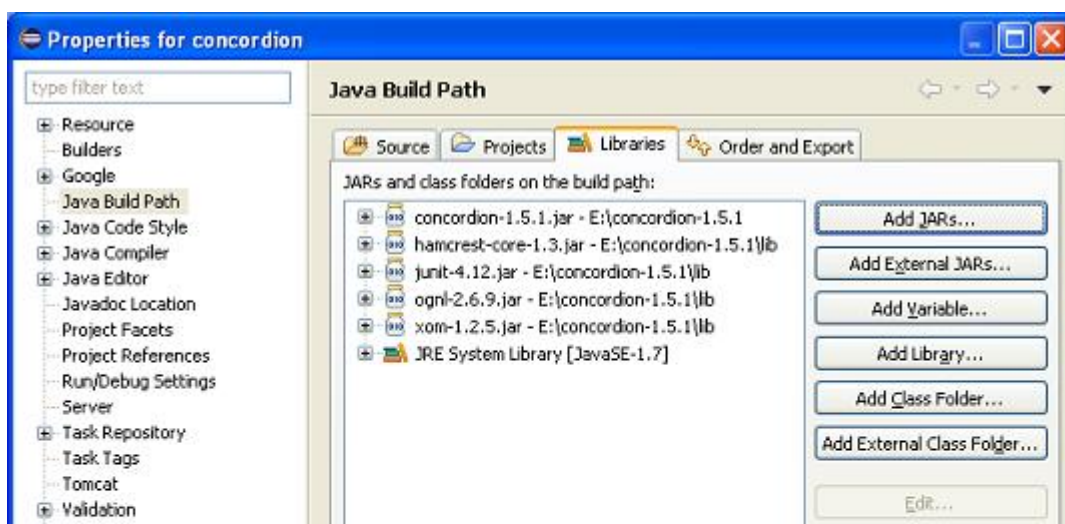 Properties for concordion
type filter text
Resource
Builders
Google
Java Build Path
Java Code Style
Java Compiler
Java Editor
Javadoc Location
Project Facets
Project References
Run/Debug Settings
Server
Task Repository
Task Tags
Tomcat
Validation
Java Build Path
Source Projects Libraries Order and Export
JARs and class folders on the build path:
concordion-1.5.1.jar - E:\concordion-1.5.1
hamcrest-core-1.3.jar - E:\concordion-1.5.1\lib
junit-4.12.jar - E:\concordion-1.5.1\lib
ognl-2.6.9.jar - E:\concordion-1.5.1\lib
xom-1.2.5.jar - E:\concordion-1.5.1\lib
JRE System Library [JavaSE-1.7]
Add JARs...
Add External JARs...
Add Variable...
Add Library...
Add Class Folder...
Add External Class Folder...
Edit...